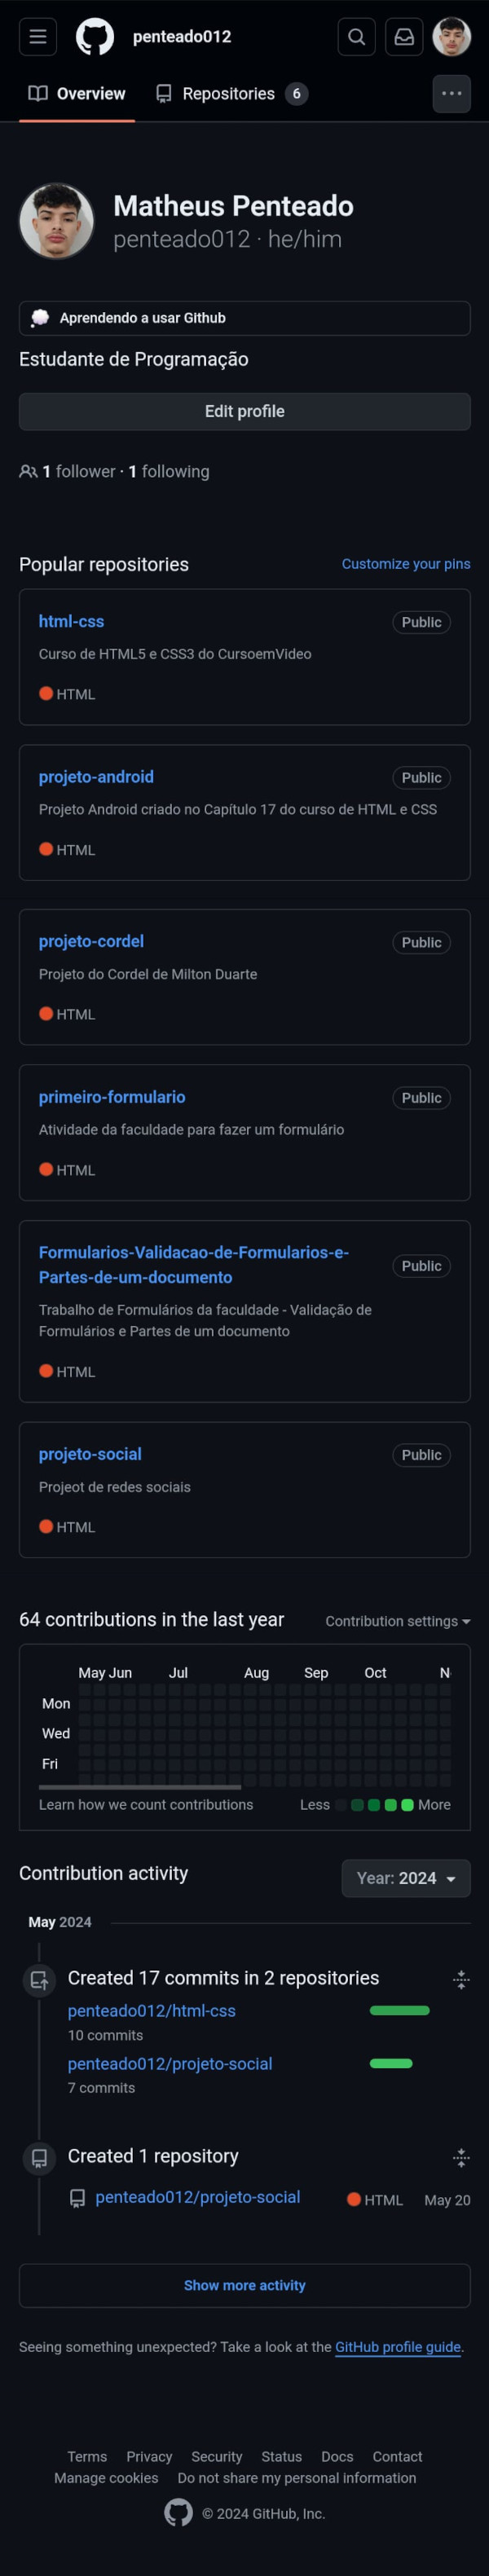 penteado012
Overview
Repositories 6
Matheus Penteado
penteado012 · he/him
Aprendendo a usar Github
Estudante de Programação
Edit profile
1 follower · 1 following
Popular repositories
Customize your pins
html-css
Public
Curso de HTML5 e CSS3 do CursoemVideo
HTML
projeto-android
Public
Projeto Android criado no Capítulo 17 do curso de HTML e CSS
HTML
projeto-cordel
Public
Projeto do Cordel de Milton Duarte
HTML
primeiro-formulario
Public
Atividade da faculdade para fazer um formulário
HTML
Formularios-Validacao-de-Formularios-e-
Partes-de-um-documento
Public
Trabalho de Formulários da faculdade - Validação de
Formulários e Partes de um documento
HTML
projeto-social
Public
Projeot de redes sociais
HTML
64 contributions in the last year
Contribution settings
May Jun Jul Aug Sep Oct N
Mon
Wed
Fri
Learn how we count contributions
Less More
Contribution activity
Year: 2024
May 2024
Created 17 commits in 2 repositories
penteado012/html-css
10 commits
penteado012/projeto-social
7 commits
Created 1 repository
penteado012/projeto-social HTML May 20
Show more activity
Seeing something unexpected? Take a look at the GitHub profile guide.
Terms Privacy Security Status Docs Contact
Manage cookies Do not share my personal information
© 2024 GitHub, Inc.